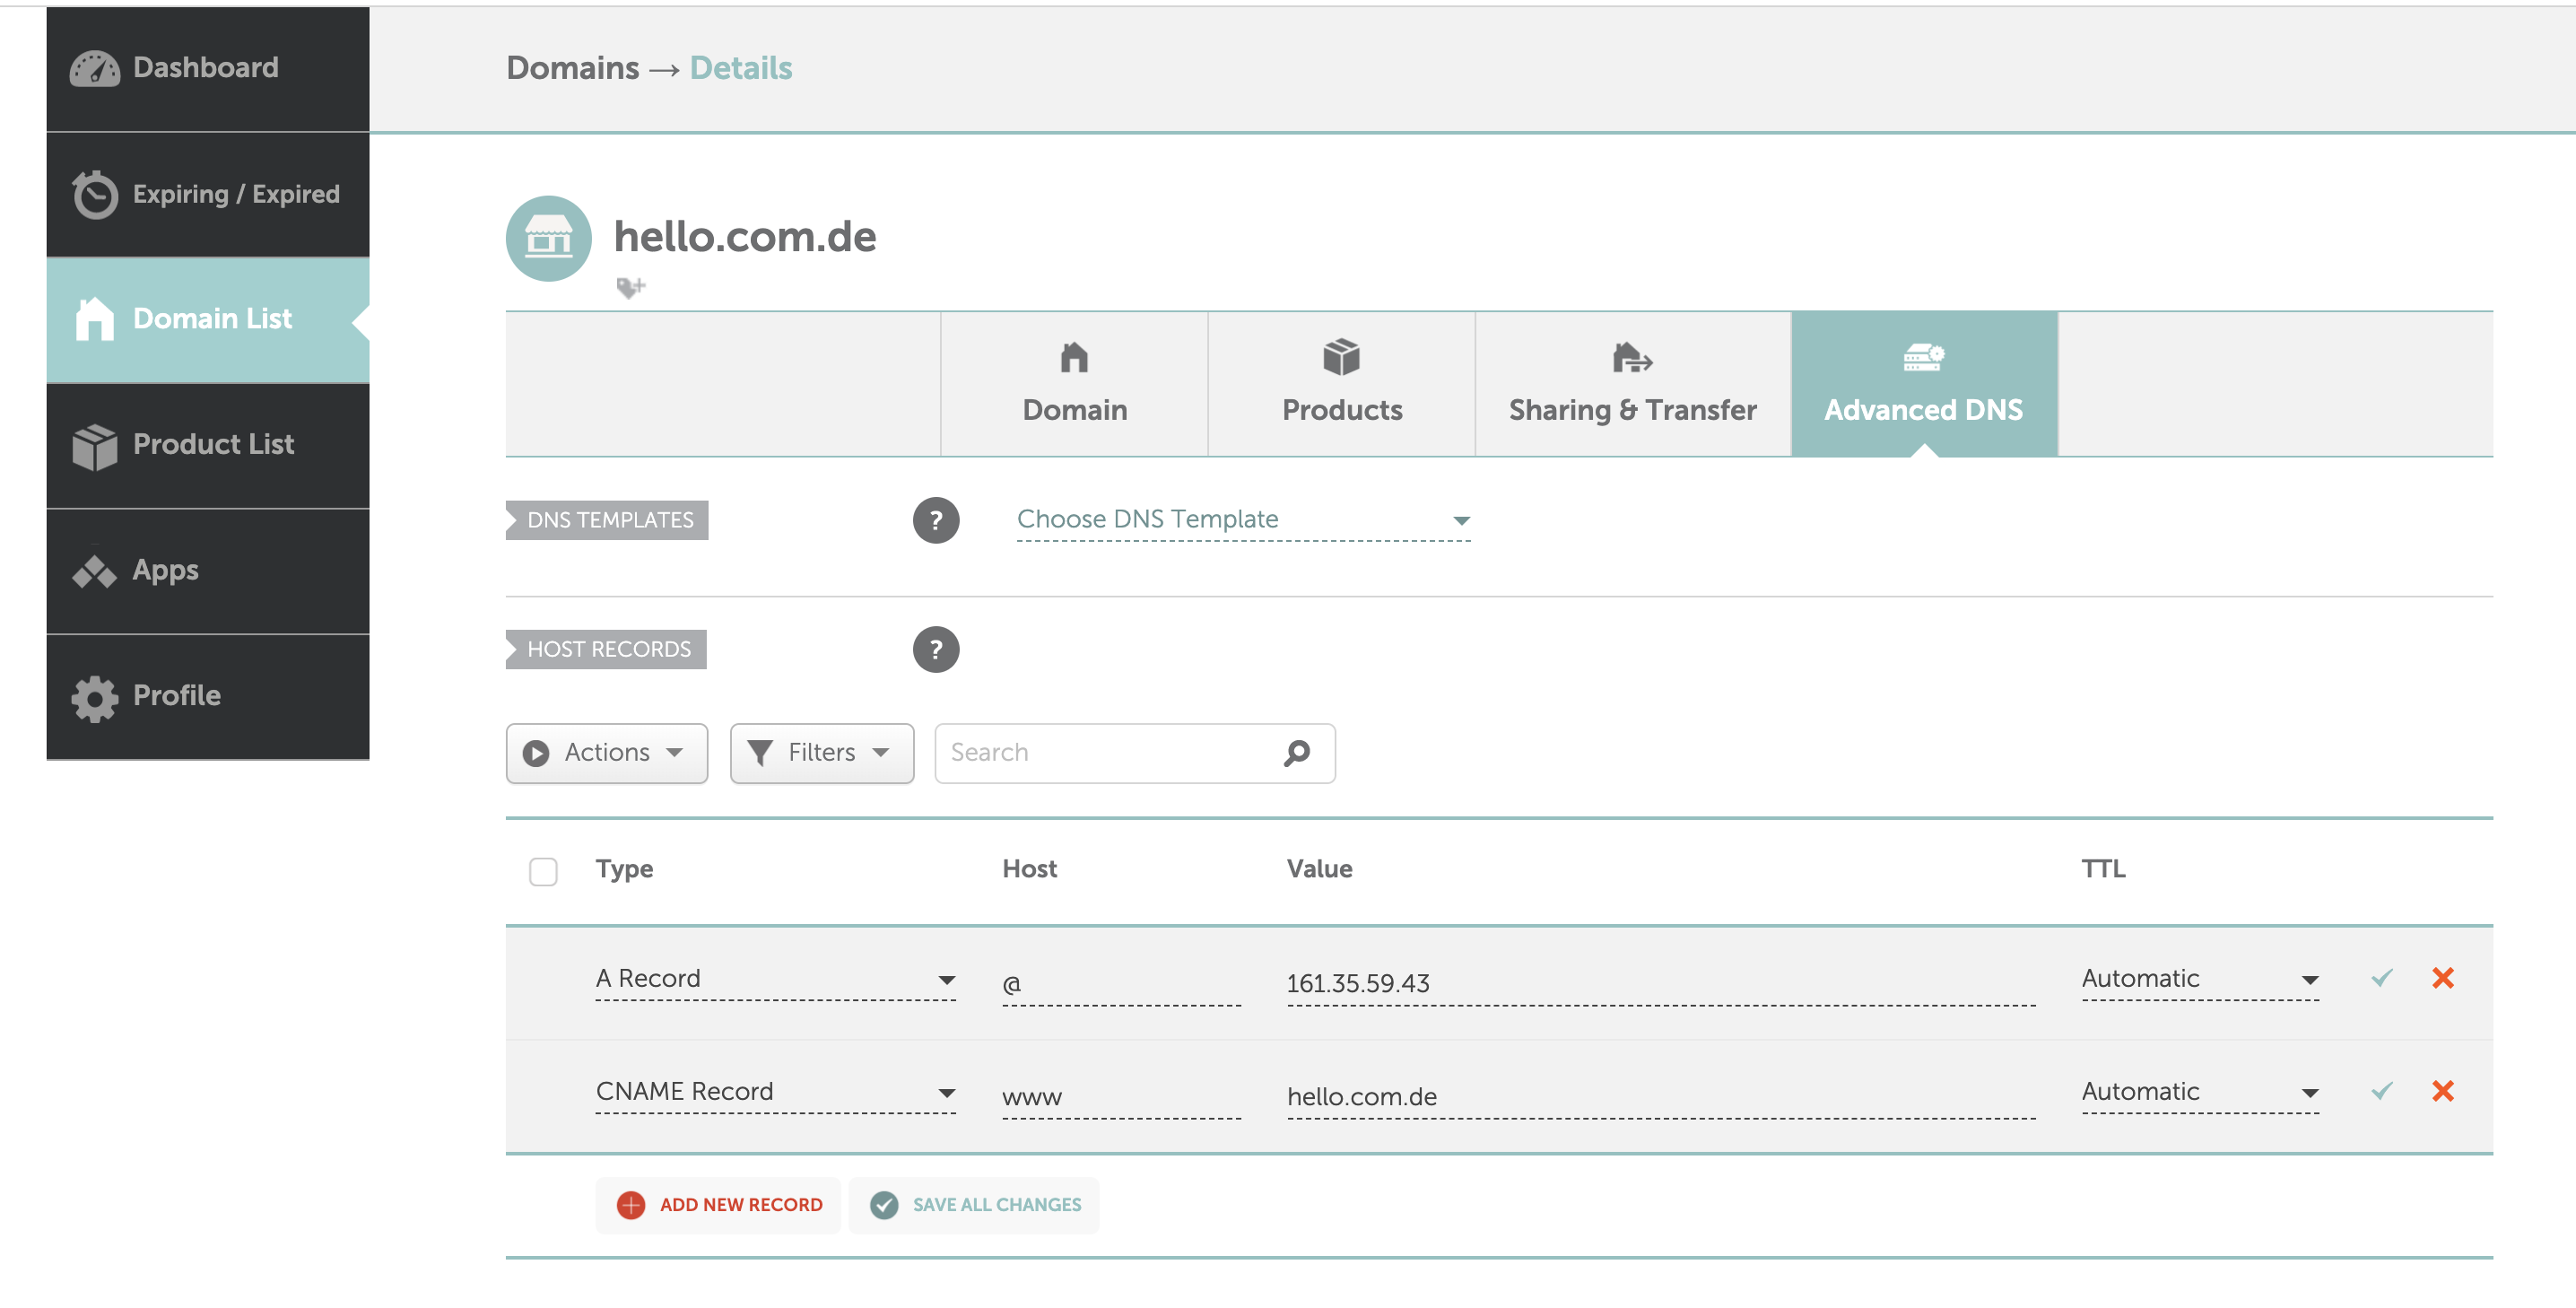 Dashboard
Expiring / Expired
Domain List
Product List
Apps
Profile
Domains → Details
hello.com.de
Domain
Products
Sharing & Transfer
Advanced DNS
DNS TEMPLATES
?
Choose DNS Template
HOST RECORDS
?
Actions
Filters
Search
Type Host Value TTL
A Record @ 161.35.59.43 Automatic
CNAME Record www hello.com.de Automatic
ADD NEW RECORD
SAVE ALL CHANGES